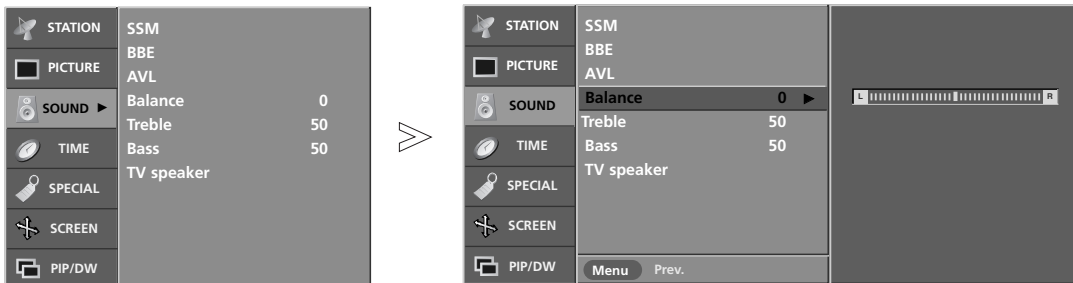 STATION
PICTURE
SOUND ►
TIME
SPECIAL
SCREEN
PIP/DW
SSM
BBE
AVL
Balance 0
Treble 50
Bass 50
TV speaker
STATION
PICTURE
SOUND
TIME
SPECIAL
SCREEN
PIP/DW
SSM
BBE
AVL
Balance 0 ►
Treble 50
Bass 50
TV speaker
Menu Prev.
L R